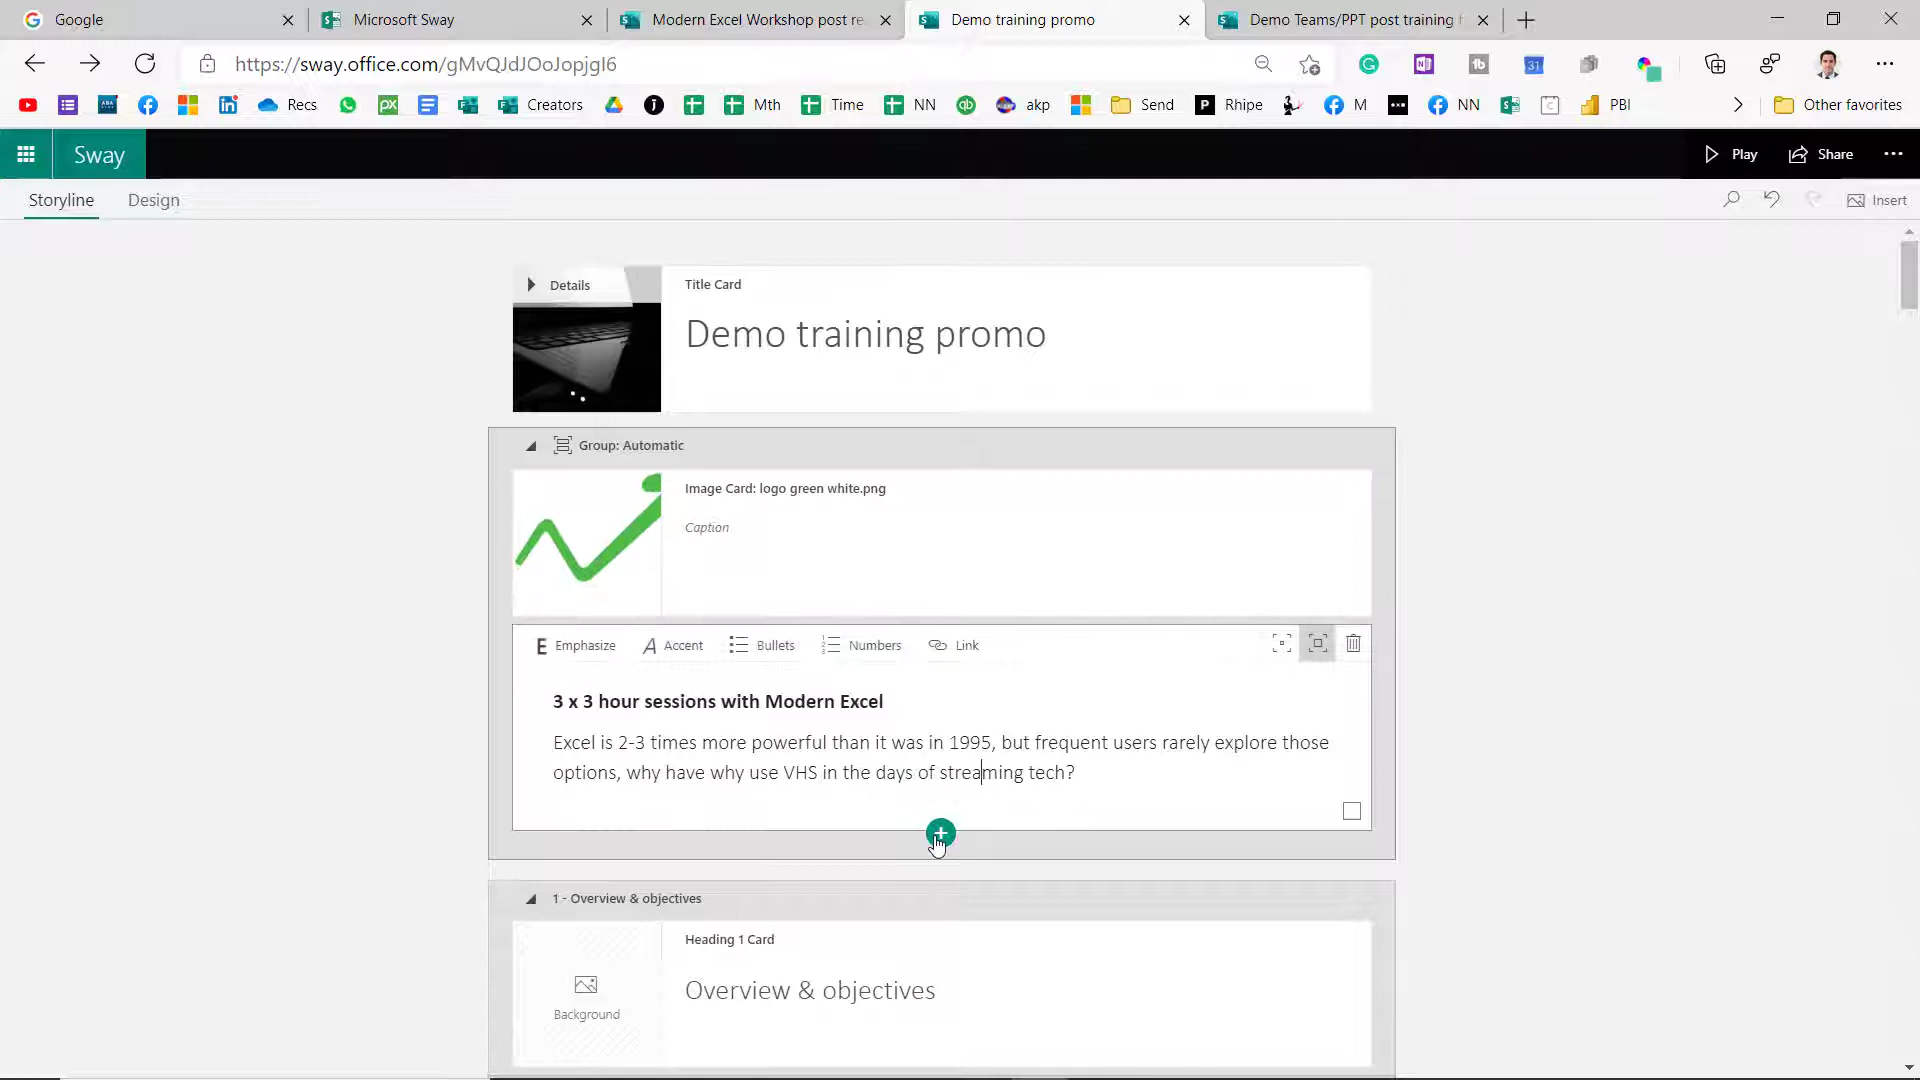 Google
Microsoft Sway
Modern Excel Workshop post re
Demo training promo
Demo Teams/PPT post training f
https://sway.office.com/gMvQJdJOoJopjgI6
Recs
Creators
Mth
Time
NN
akp
Send
Rhipe
M
NN
PBI
Other favorites
Sway
Play
Share
Storyline
Design
Insert
Details
Title Card
Demo training promo
Group: Automatic
Image Card: logo green white.png
Caption
Emphasize
Accent
Bullets
Numbers
Link
3 x 3 hour sessions with Modern Excel
Excel is 2-3 times more powerful than it was in 1995, but frequent users rarely explore those
options, why have why use VHS in the days of streaming tech?
1 - Overview & objectives
Heading 1 Card
Overview & objectives
Background